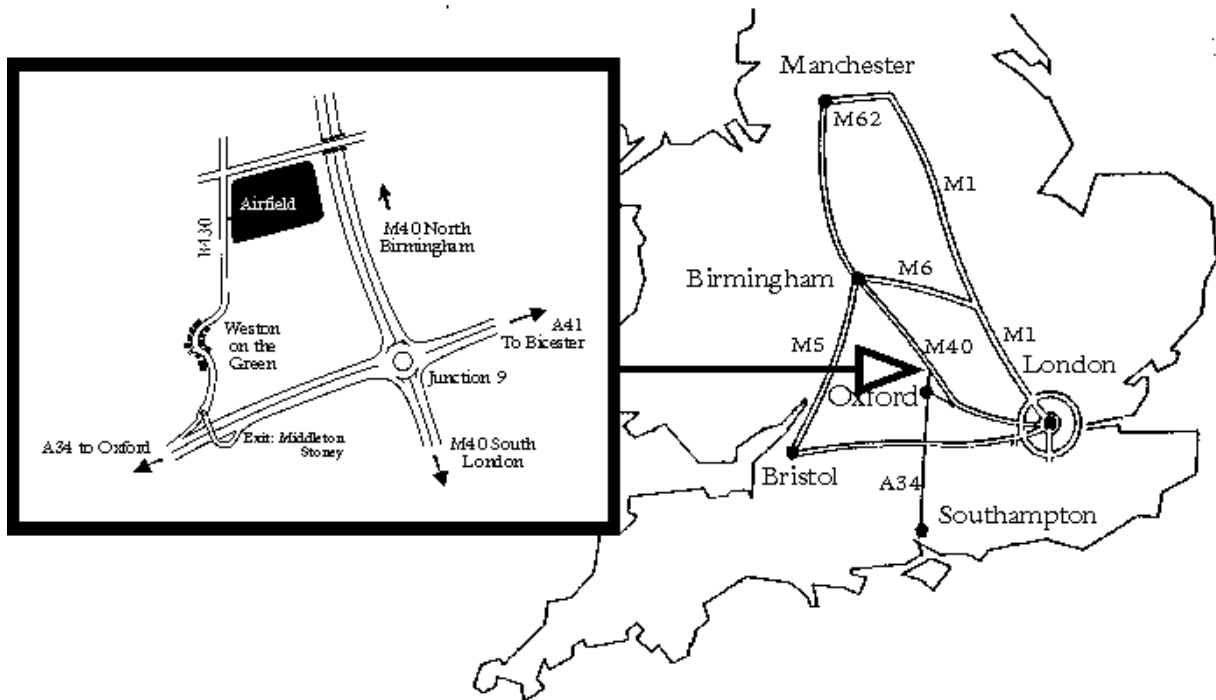 Airfield
B430
M40 North
Birmingham
Weston
on the
Green
A41
To Bicester
Junction 9
A34 to Oxford
Exit: Middleton
Stoney
M40 South
London
Manchester
M62
M1
Birmingham
M6
M5
M40
M1
London
Oxford
Bristol
A34
Southampton